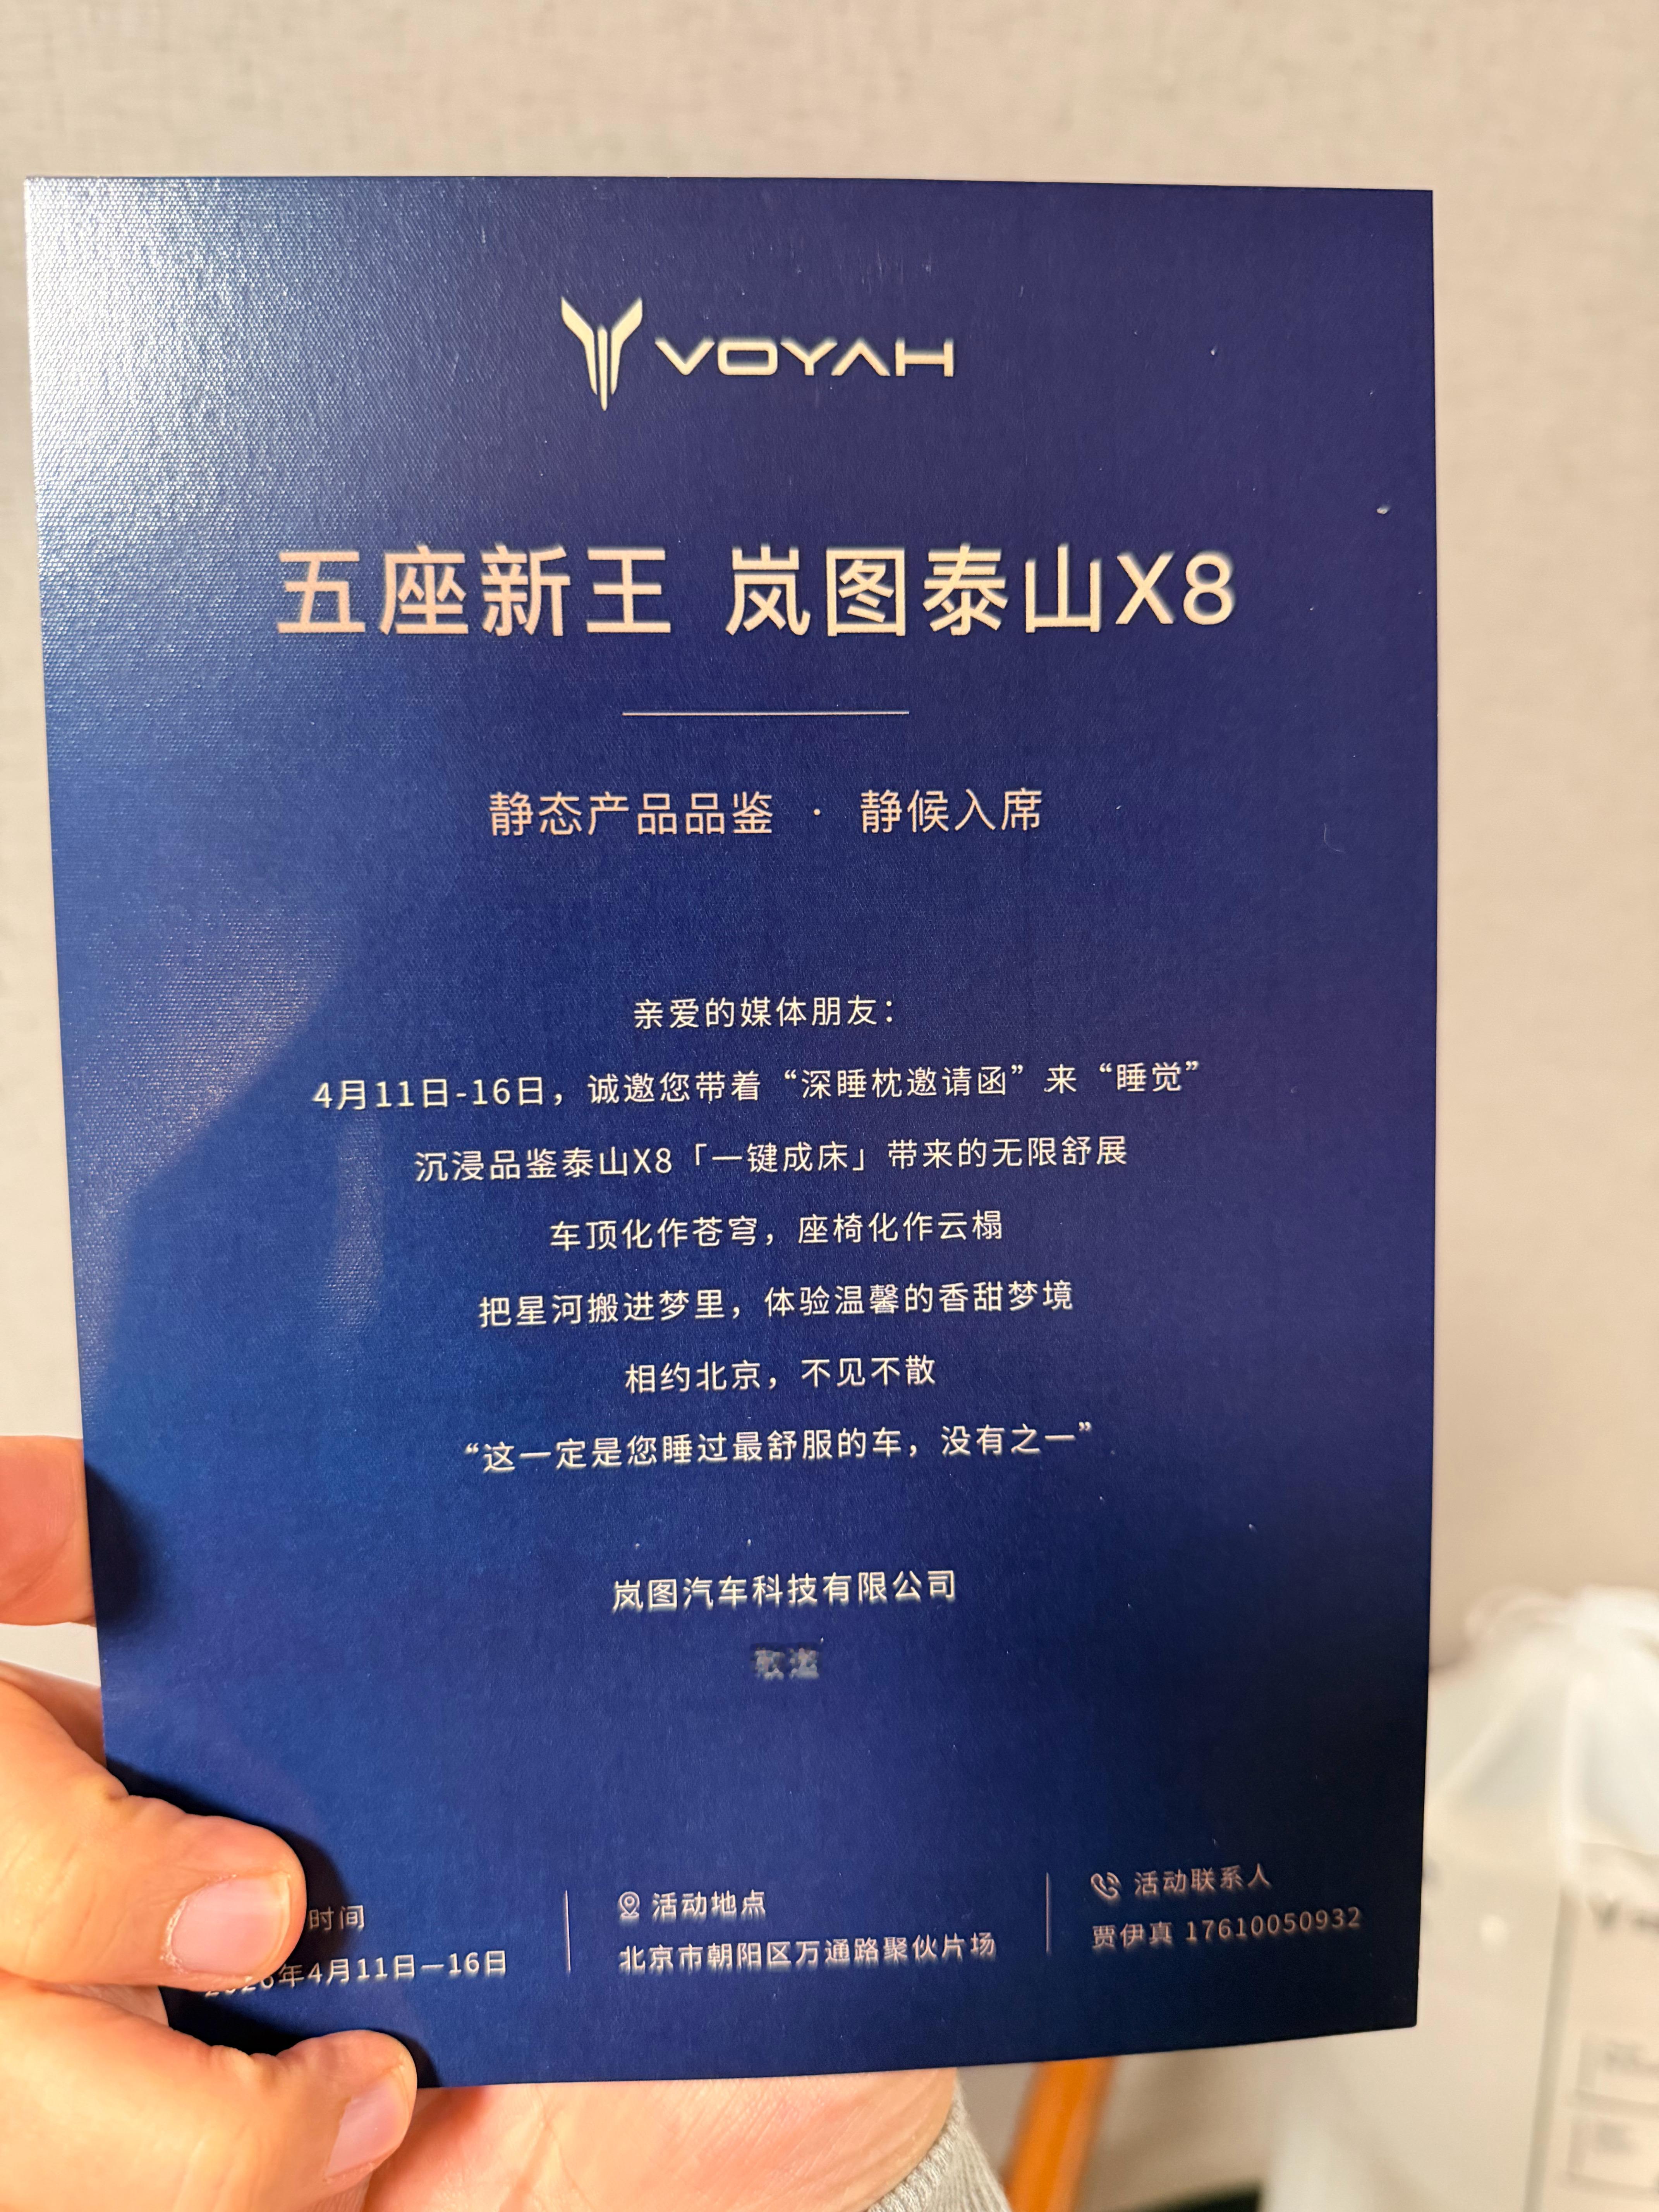 VOYAH
五座新王 岚图泰山X8
静态产品品鉴 · 静候入席
亲爱的媒体朋友：
4月11日-16日，诚邀您带着“深睡枕邀请函”来“睡觉”
沉浸品鉴泰山X8「一键成床」带来的无限舒展
车顶化作苍穹，座椅化作云榻
把星河搬进梦里，体验温馨的香甜梦境
相约北京，不见不散
“这一定是您睡过最舒服的车，没有之一”
岚图汽车科技有限公司
敬邀
时间
2026年4月11日—16日
活动地点
北京市朝阳区万通路聚伙片场
活动联系人
贾伊真 17610050932